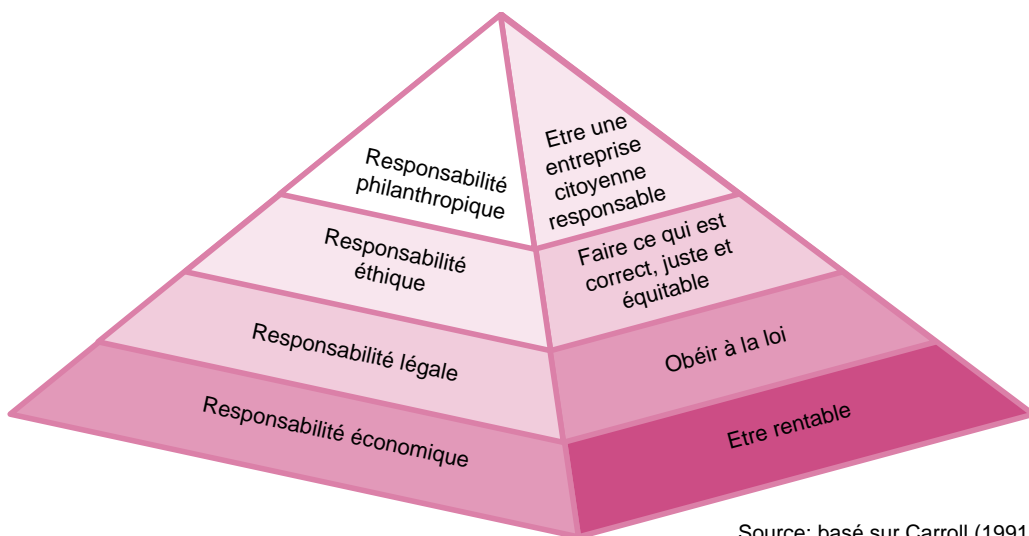 Responsabilité
philanthropique
Etre une
entreprise
citoyenne
responsable
Responsabilité
éthique
Faire ce qui est
correct, juste et
équitable
Responsabilité légale
Obéir à la loi
Responsabilité économique
Etre rentable
Source: basé sur Carroll (1991